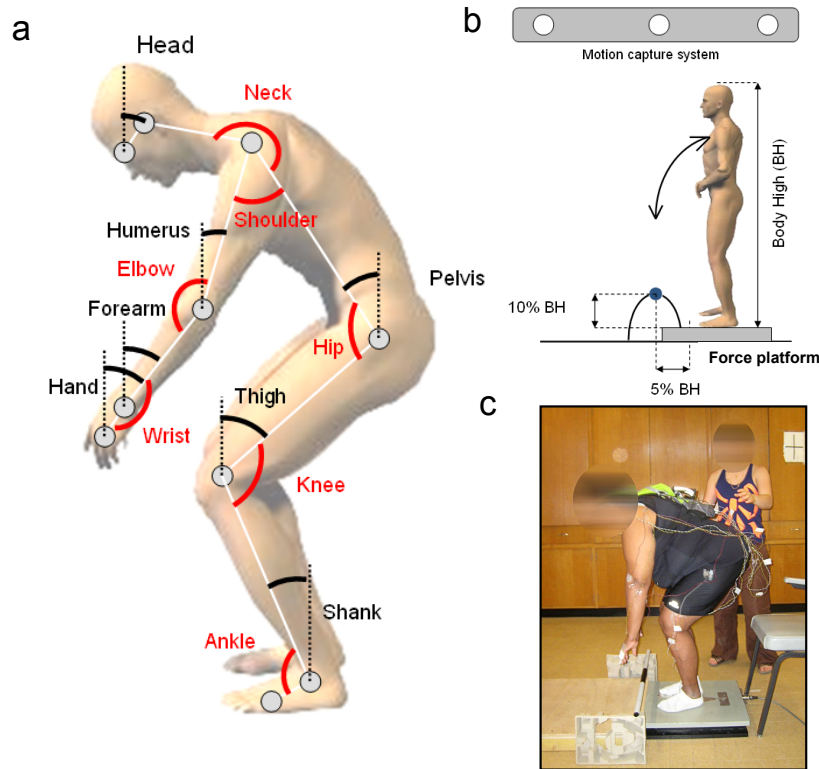 a
Head
Neck
Shoulder
Humerus
Elbow
Forearm
Hand
Wrist
Pelvis
Hip
Thigh
Knee
Shank
Ankle
b
Motion capture system
Body High (BH)
10% BH
Force platform
5% BH
c